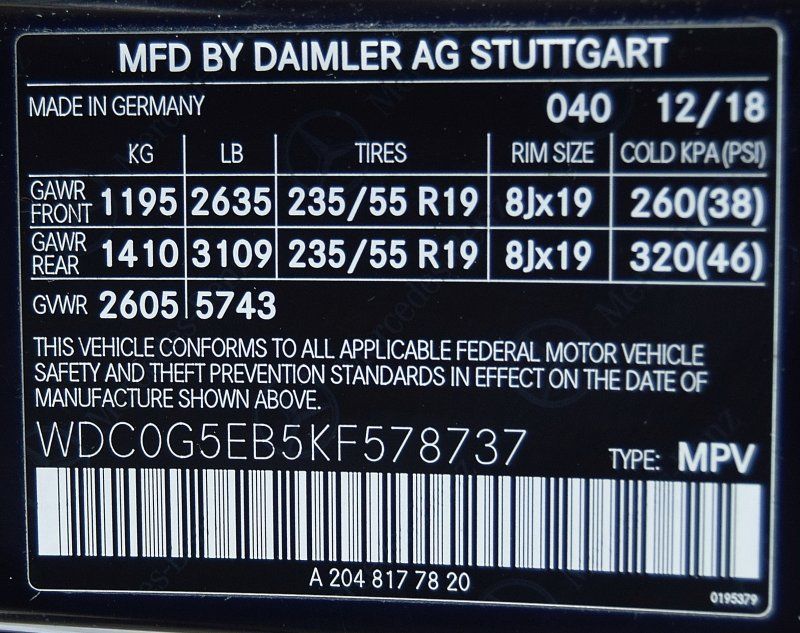 MFD BY DAIMLER AG STUTTGART
MADE IN GERMANY 040 12/18
KG LB TIRES RIM SIZE COLD KPA(PSI)
GAWR FRONT 1195 2635 235/55 R19 8Jx19 260(38)
GAWR REAR 1410 3109 235/55 R19 8Jx19 320(46)
GVWR 2605 5743
THIS VEHICLE CONFORMS TO ALL APPLICABLE FEDERAL MOTOR VEHICLE
SAFETY AND THEFT PREVENTION STANDARDS IN EFFECT ON THE DATE OF
MANUFACTURE SHOWN ABOVE.
WDC0G5EB5KF578737 TYPE: MPV
A 204 817 78 20
0195379